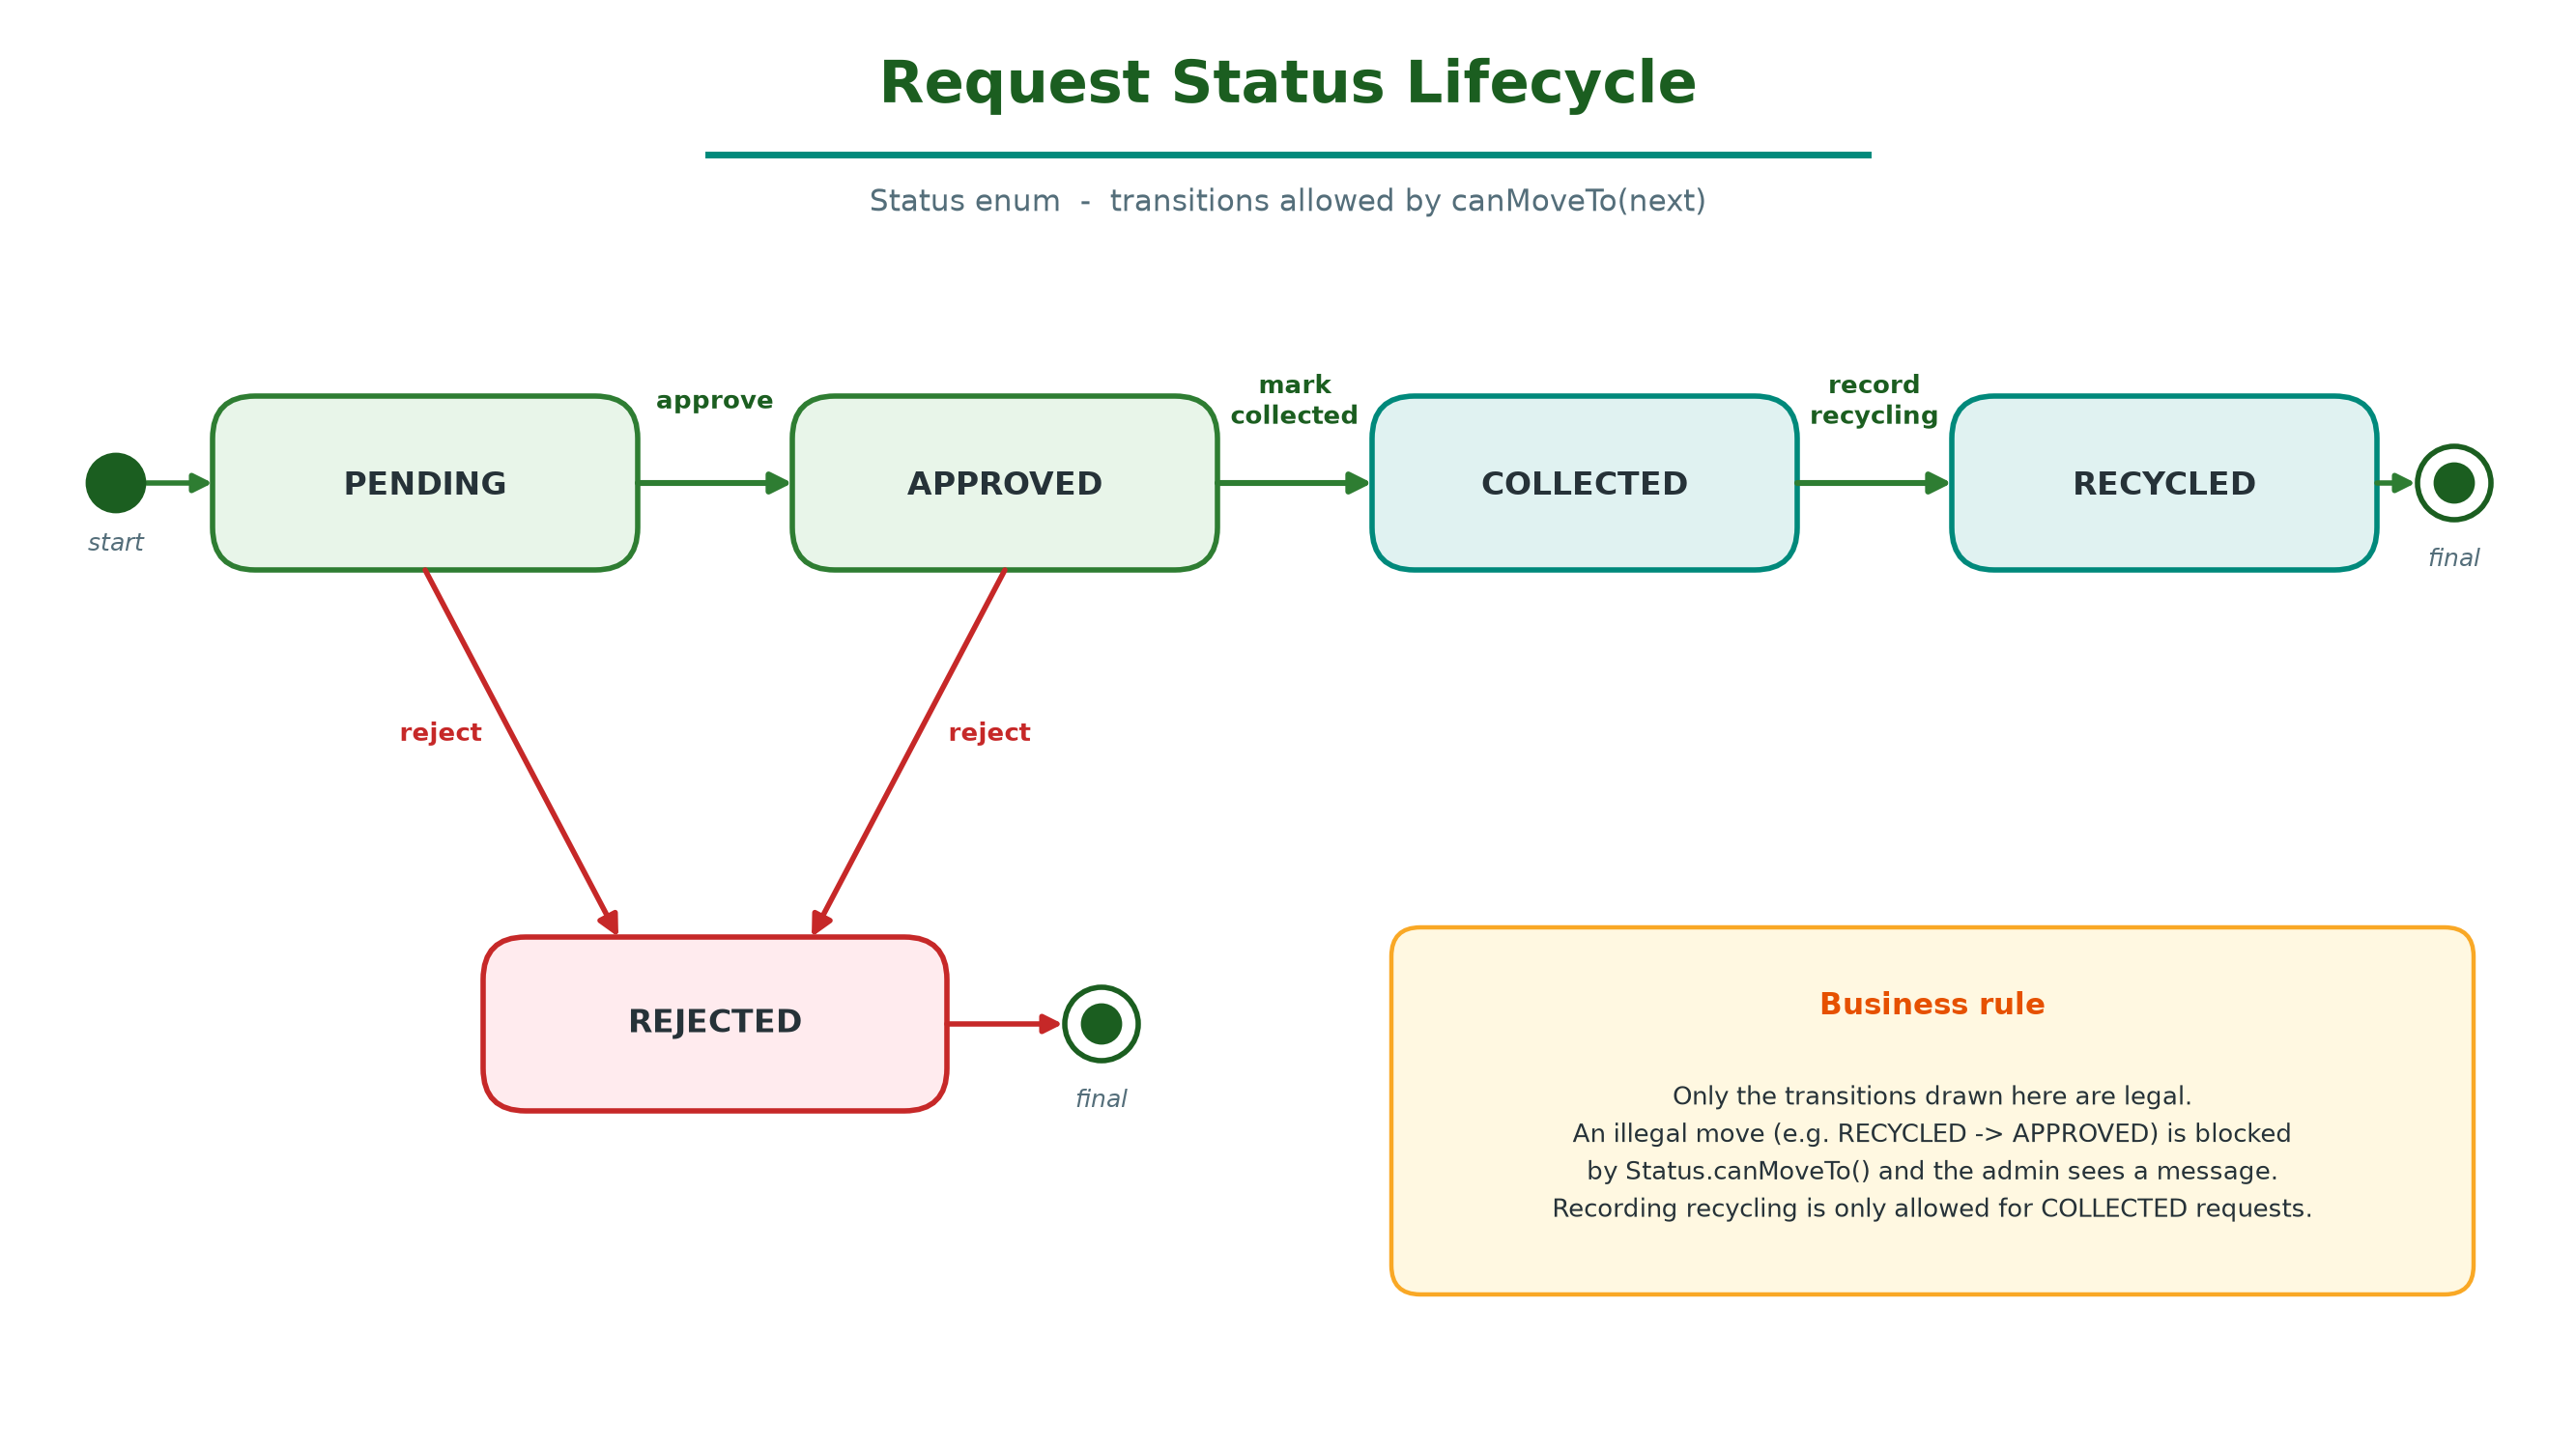 Request Status Lifecycle
Status enum - transitions allowed by canMoveTo(next)
approve
mark
collected
record
recycling
PENDING
APPROVED
COLLECTED
RECYCLED
start
final
reject
reject
REJECTED
final
Business rule
Only the transitions drawn here are legal.
An illegal move (e.g. RECYCLED -> APPROVED) is blocked
by Status.canMoveTo() and the admin sees a message.
Recording recycling is only allowed for COLLECTED requests.